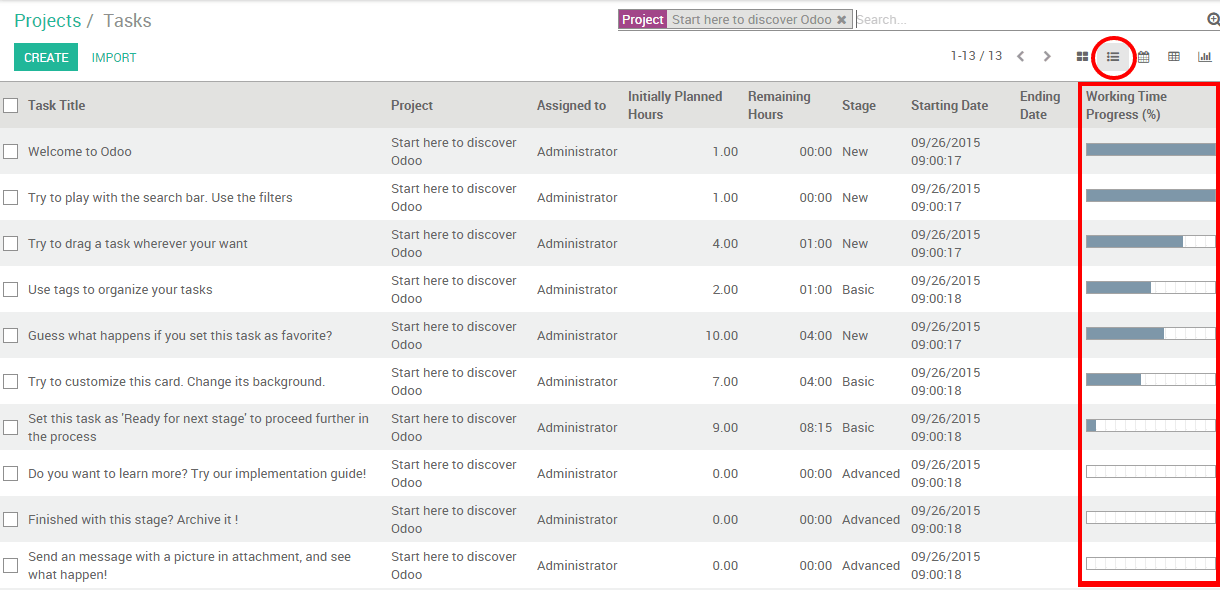 Projects / Tasks
Project Start here to discover Odoo ✖ Search...
CREATE IMPORT
1-13 / 13
Task Title Project Assigned to Initially Planned Hours Remaining Hours Stage Starting Date Ending Date Working Time Progress (%)
Welcome to Odoo Start here to discover Odoo Administrator 1.00 00:00 New 09/26/2015 09:00:17
Try to play with the search bar. Use the filters Start here to discover Odoo Administrator 1.00 00:00 New 09/26/2015 09:00:17
Try to drag a task wherever your want Start here to discover Odoo Administrator 4.00 01:00 New 09/26/2015 09:00:17
Use tags to organize your tasks Start here to discover Odoo Administrator 2.00 01:00 Basic 09/26/2015 09:00:18
Guess what happens if you set this task as favorite? Start here to discover Odoo Administrator 10.00 04:00 New 09/26/2015 09:00:17
Try to customize this card. Change its background. Start here to discover Odoo Administrator 7.00 04:00 Basic 09/26/2015 09:00:18
Set this task as 'Ready for next stage' to proceed further in the process Start here to discover Odoo Administrator 9.00 08:15 Basic 09/26/2015 09:00:18
Do you want to learn more? Try our implementation guide! Start here to discover Odoo Administrator 0.00 00:00 Advanced 09/26/2015 09:00:18
Finished with this stage? Archive it ! Start here to discover Odoo Administrator 0.00 00:00 Advanced 09/26/2015 09:00:18
Send an message with a picture in attachment, and see what happen! Start here to discover Odoo Administrator 0.00 00:00 Advanced 09/26/2015 09:00:18